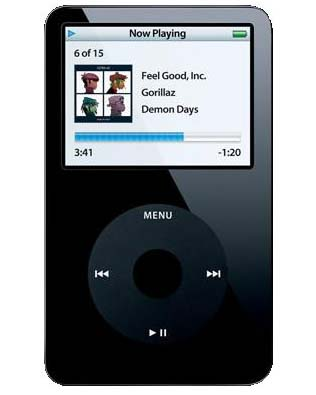 Now Playing
6 of 15
Feel Good, Inc.
Gorillaz
Demon Days
3:41 -1:20
MENU